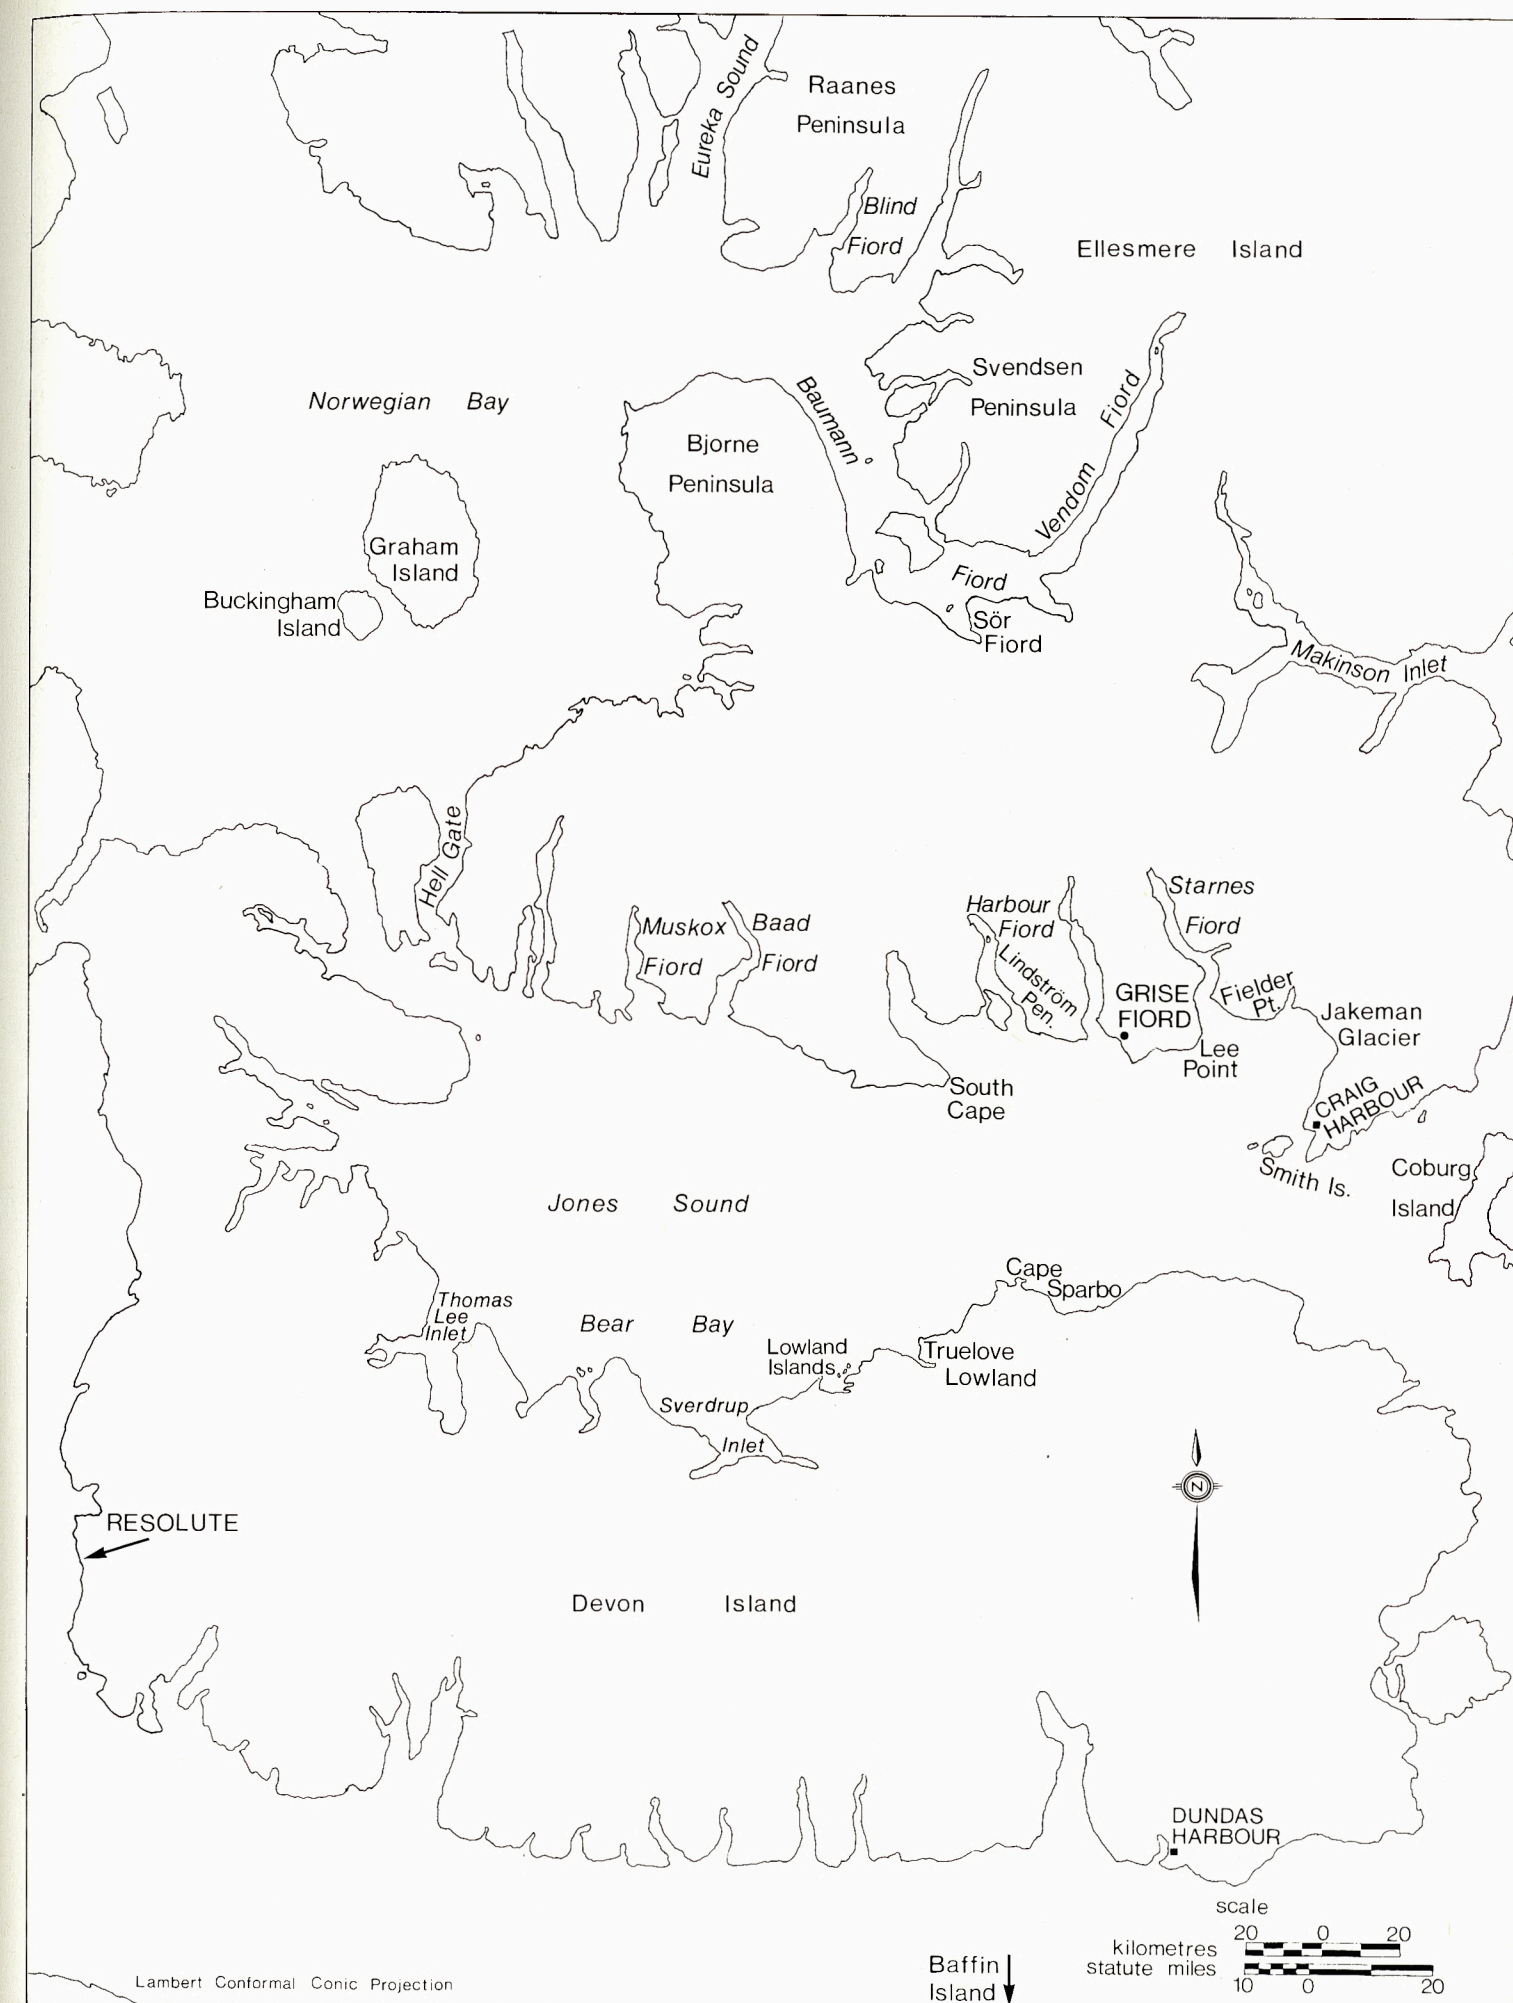 Eureka Sound
Raanes
Peninsula
Blind
Fiord
Ellesmere Island
Norwegian Bay
Baumann
Svendsen
Peninsula
Vendom Fiord
Bjorne
Peninsula
Graham
Island
Buckingham
Island
Fiord
Sör
Fiord
Makinson Inlet
Hell Gate
Muskox
Fiord
Baad
Fiord
Harbour
Fiord
Lindström
Pen.
Starnes
Fiord
GRISE
FIORD
Fielder
Pt.
Jakeman
Glacier
Lee
Point
South
Cape
CRAIG
HARBOUR
Smith Is.
Coburg
Island
Jones Sound
Cape
Sparbo
Thomas
Lee
Inlet
Bear Bay
Lowland
Islands
Truelove
Lowland
Sverdrup
Inlet
N
RESOLUTE
Devon Island
DUNDAS
HARBOUR
scale
20 0 20
kilometres
statute miles
10 0 20
Baffin
Island
Lambert Conformal Conic Projection